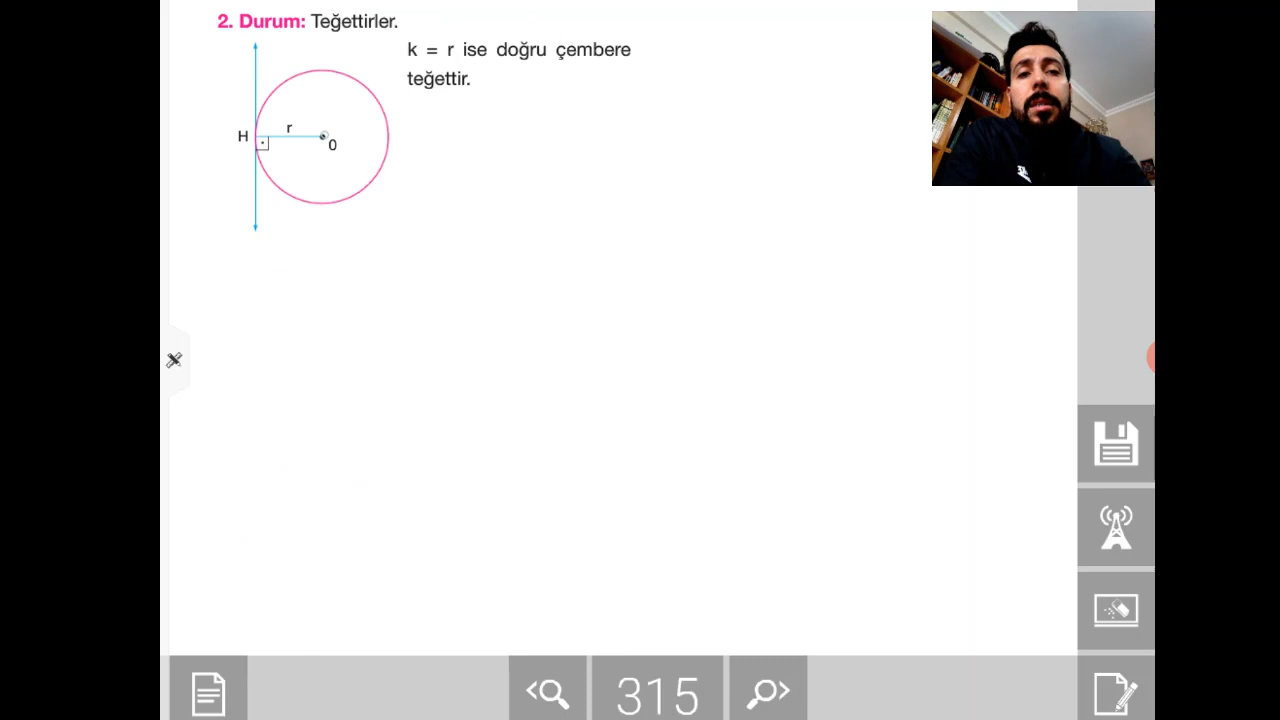 2. Durum: Teğettirler.
k = r ise doğru çembere
teğettir.
r
H
0
315